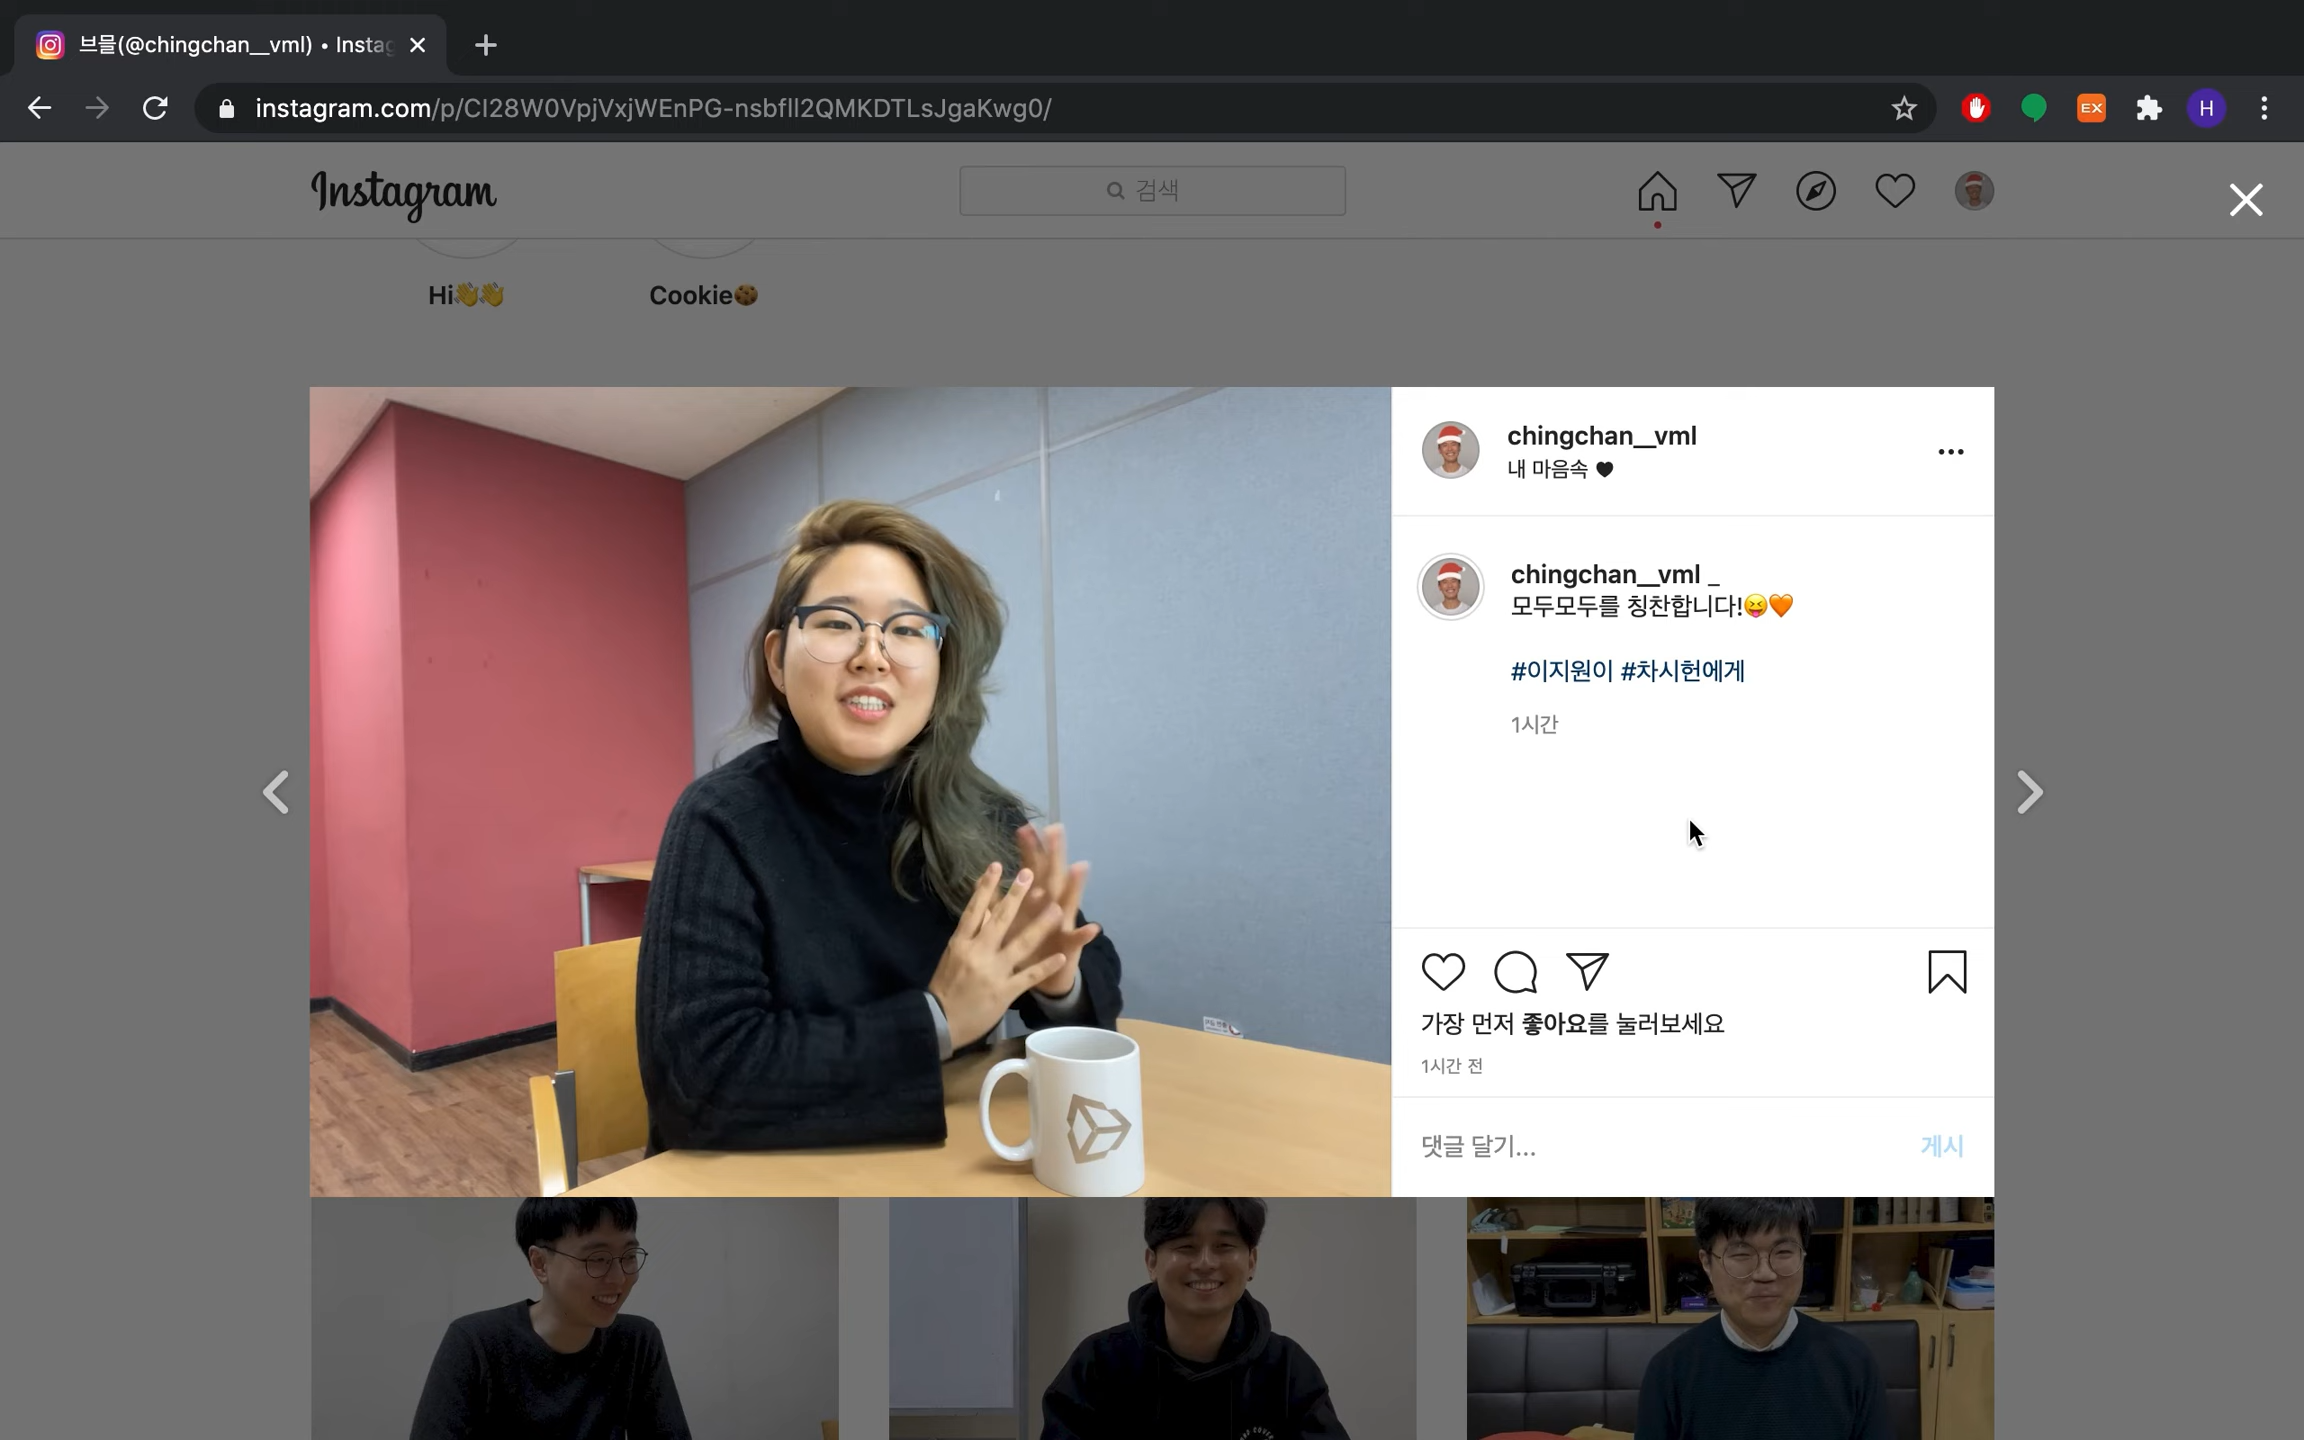 브믈(@chingchan__vml) • Instag
instagram.com/p/CI28W0VpjVxjWEnPG-nsbfll2QMKDTLsJgaKwg0/
EX
H
Instagram
검색
Hi👋👋
Cookie🍪
chingchan__vml
내 마음속 🖤
chingchan__vml _
모두모두를 칭찬합니다!😝🧡
#이지원이 #차시헌에게
1시간
가장 먼저 좋아요를 눌러보세요
1시간 전
댓글 달기...
게시